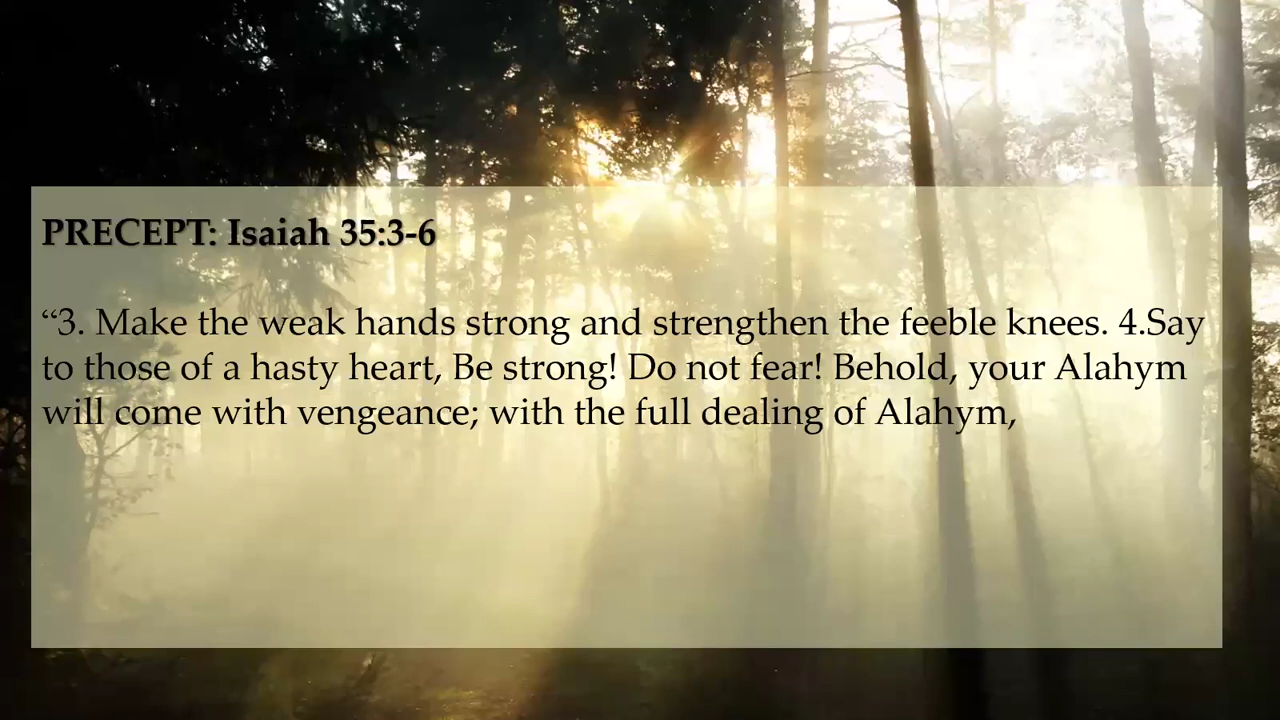 PRECEPT: Isaiah 35:3-6
“3. Make the weak hands strong and strengthen the feeble knees. 4.Say
to those of a hasty heart, Be strong! Do not fear! Behold, your Alahym
will come with vengeance; with the full dealing of Alahym,